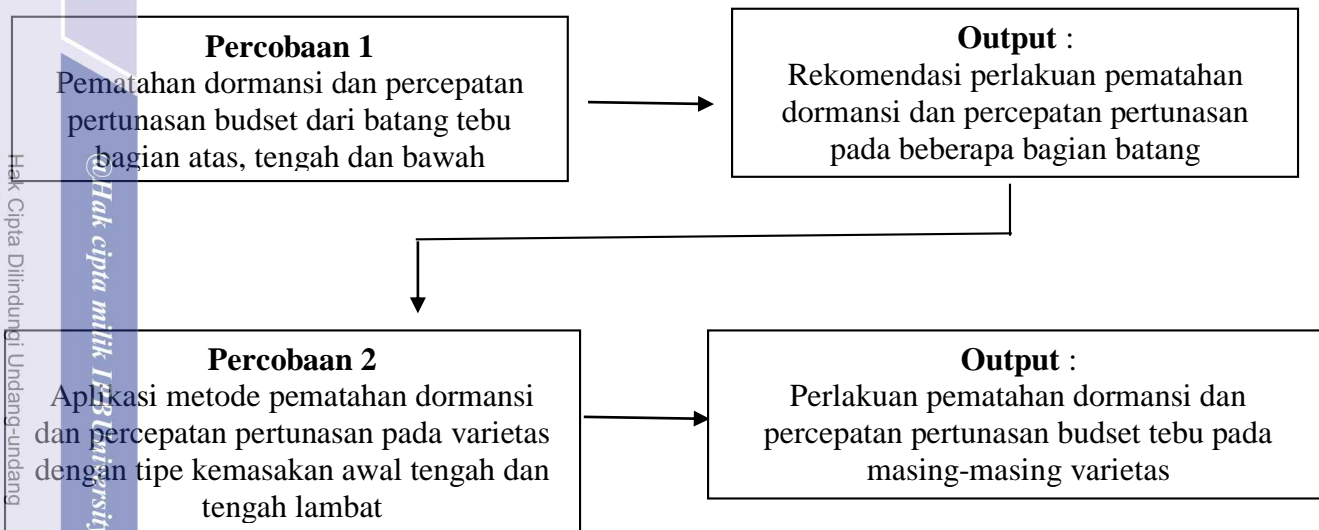 Percobaan 1
Pematahan dormansi dan percepatan
pertunasan budset dari batang tebu
bagian atas, tengah dan bawah
Output :
Rekomendasi perlakuan pematahan
dormansi dan percepatan pertunasan
pada beberapa bagian batang
Percobaan 2
Aplikasi metode pematahan dormansi
dan percepatan pertunasan pada varietas
dengan tipe kemasakan awal tengah dan
tengah lambat
Output :
Perlakuan pematahan dormansi dan
percepatan pertunasan budset tebu pada
masing-masing varietas
Hak Cipta Dilindungi Undang-undang
@Hak cipta milik IPB